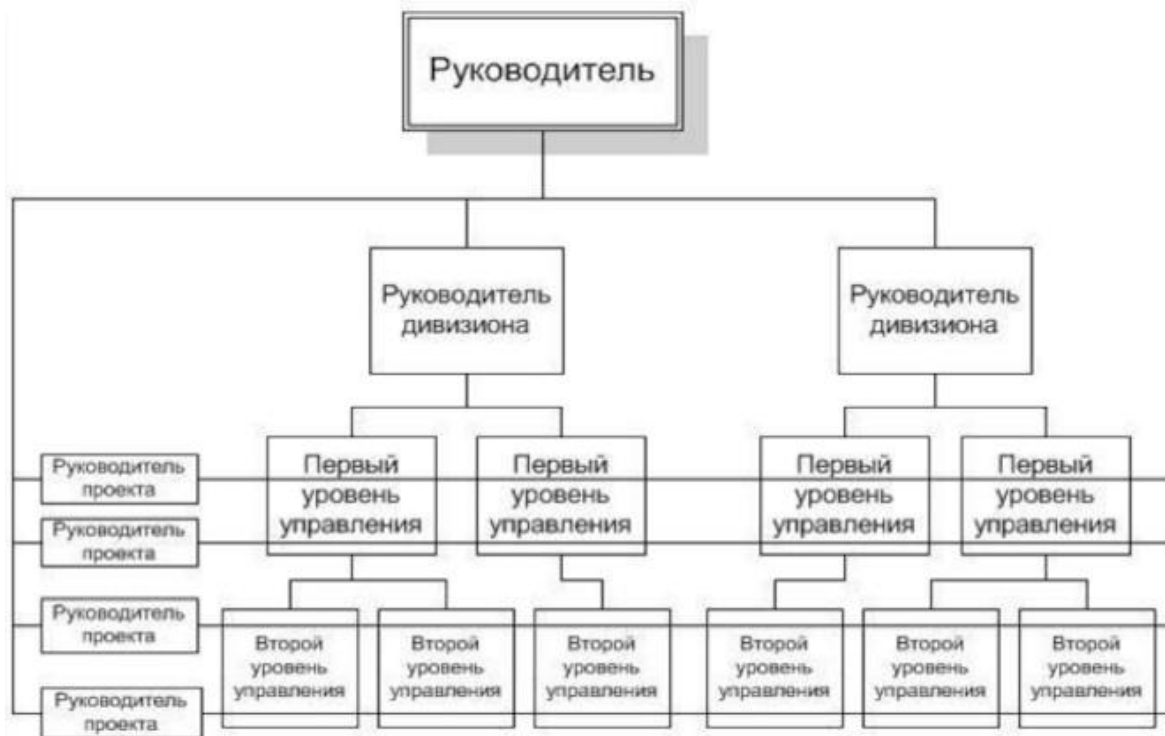 Руководитель
Руководитель
дивизиона
Руководитель
дивизиона
Руководитель
проекта
Первый
уровень
управления
Первый
уровень
управления
Первый
уровень
управления
Первый
уровень
управления
Руководитель
проекта
Руководитель
проекта
Второй
уровень
управления
Второй
уровень
управления
Второй
уровень
управления
Второй
уровень
управления
Второй
уровень
управления
Второй
уровень
управления
Руководитель
проекта